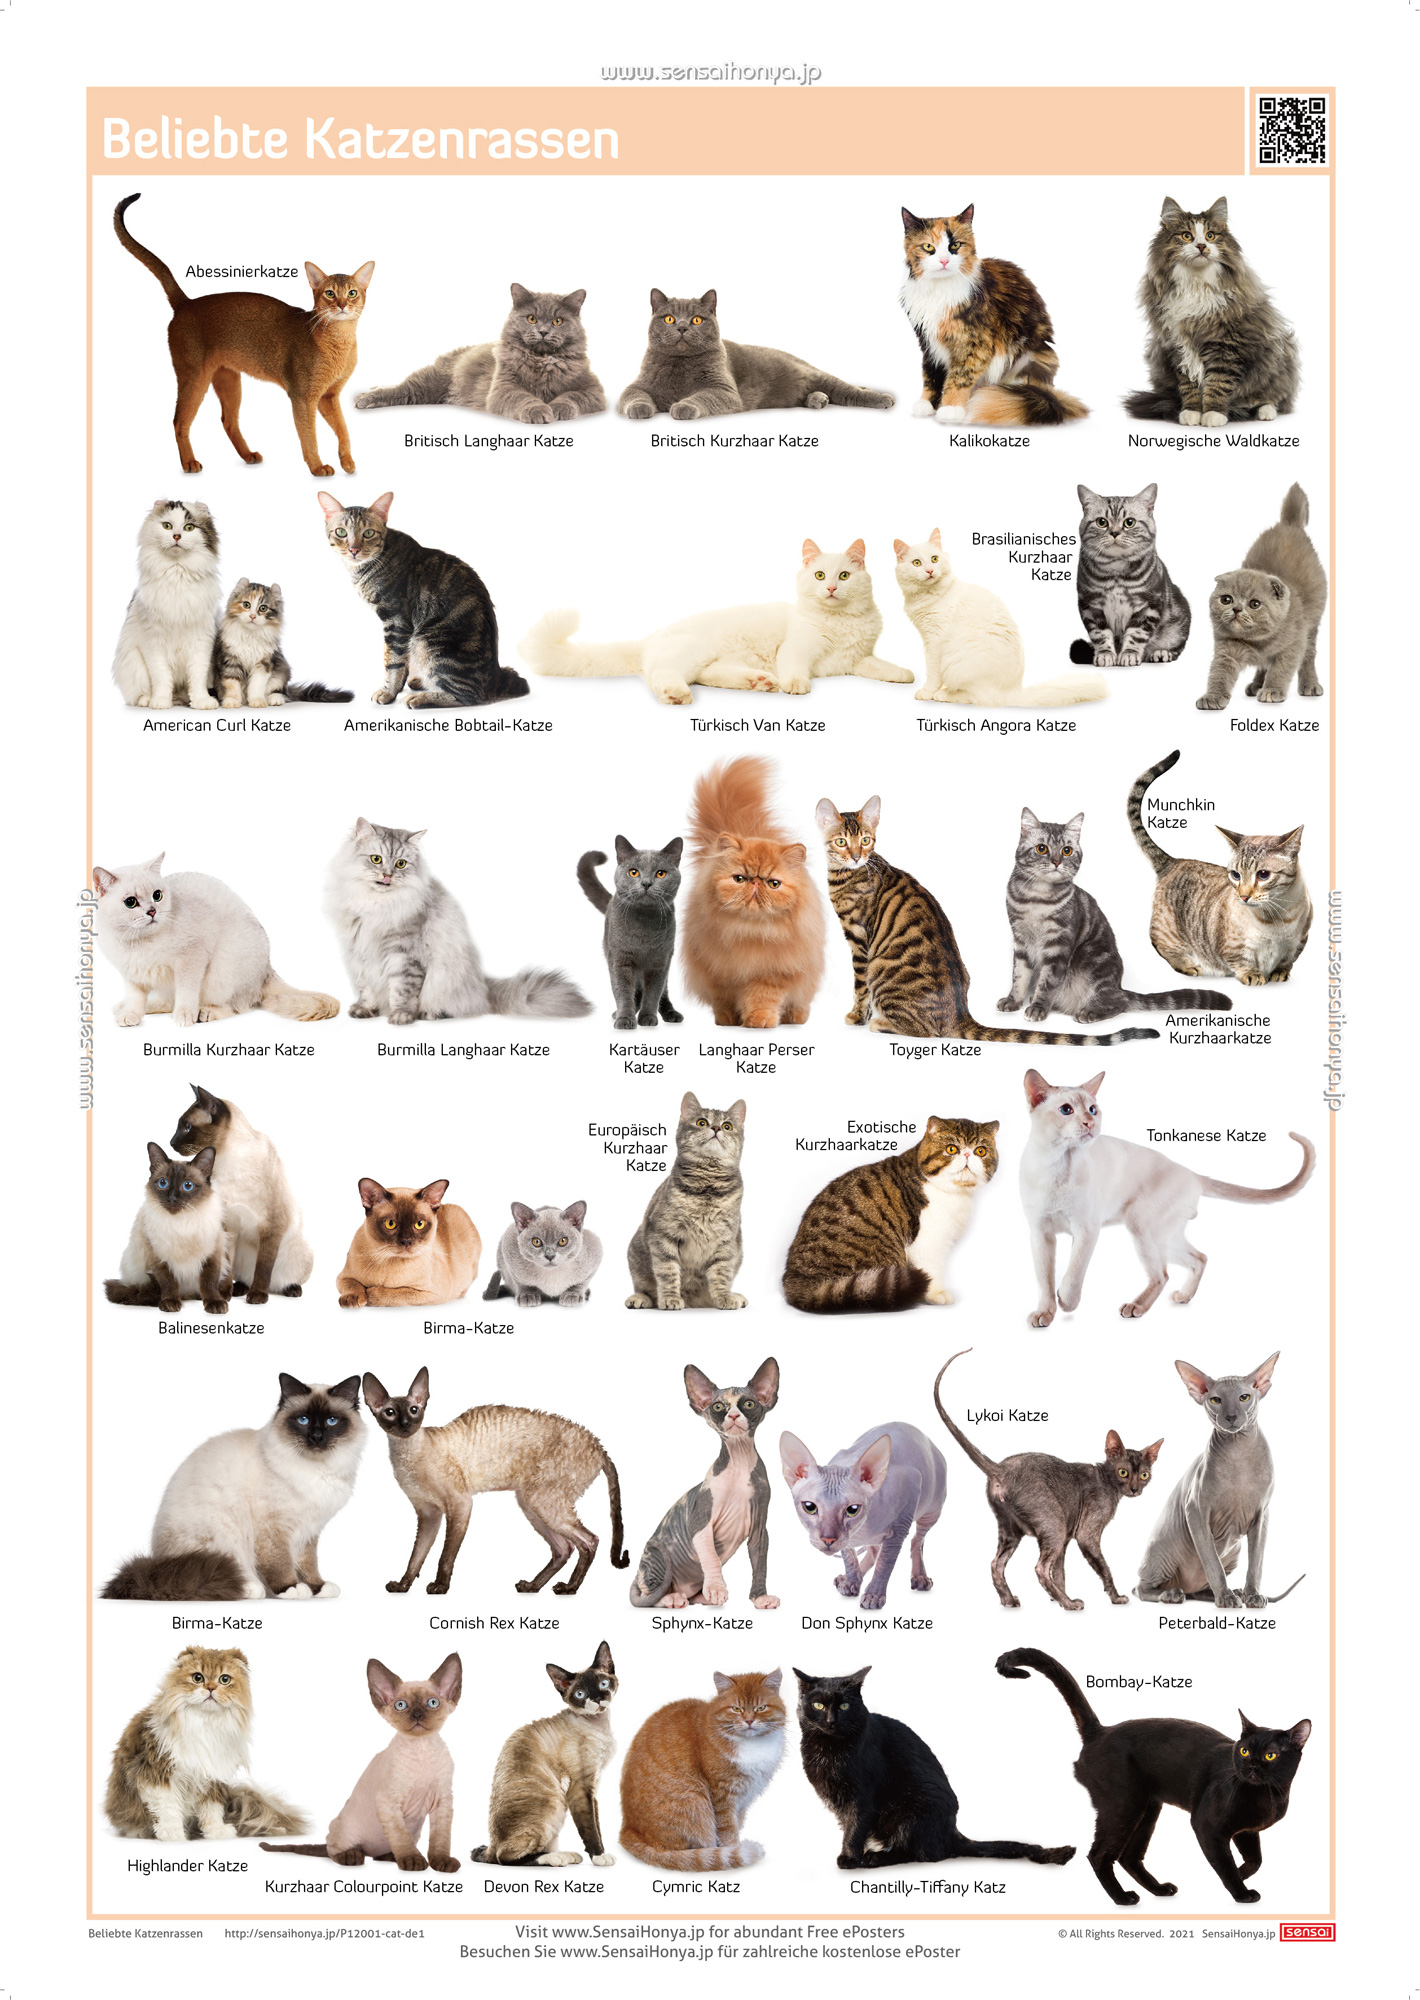 www.sensaihonya.jp
Beliebte Katzenrassen
Abessinierkatze
Britisch Langhaar Katze
Britisch Kurzhaar Katze
Kalikokatze
Norwegische Waldkatze
Brasilianisches
Kurzhaar
Katze
American Curl Katze
Amerikanische Bobtail-Katze
Türkisch Van Katze
Türkisch Angora Katze
Foldex Katze
Munchkin
Katze
Burmilla Kurzhaar Katze
Burmilla Langhaar Katze
Kartäuser
Katze
Langhaar Perser
Katze
Toyger Katze
Amerikanische
Kurzhaarkatze
www.sensaihonya.jp
www.sensaihonya.jp
Europäisch
Kurzhaar
Katze
Exotische
Kurzhaarkatze
Tonkanese Katze
Balinesenkatze
Birma-Katze
Lykoi Katze
Birma-Katze
Cornish Rex Katze
Sphynx-Katze
Don Sphynx Katze
Peterbald-Katze
Bombay-Katze
Highlander Katze
Kurzhaar Colourpoint Katze
Devon Rex Katze
Cymric Katz
Chantilly-Tiffany Katz
Beliebte Katzenrassen
http://sensaihonya.jp/P12001-cat-de1
Visit www.SensaiHonya.jp for abundant Free ePosters
Besuchen Sie www.SensaiHonya.jp für zahlreiche kostenlose ePoster
© All Rights Reserved. 2021 SensaiHonya.jp
sensai